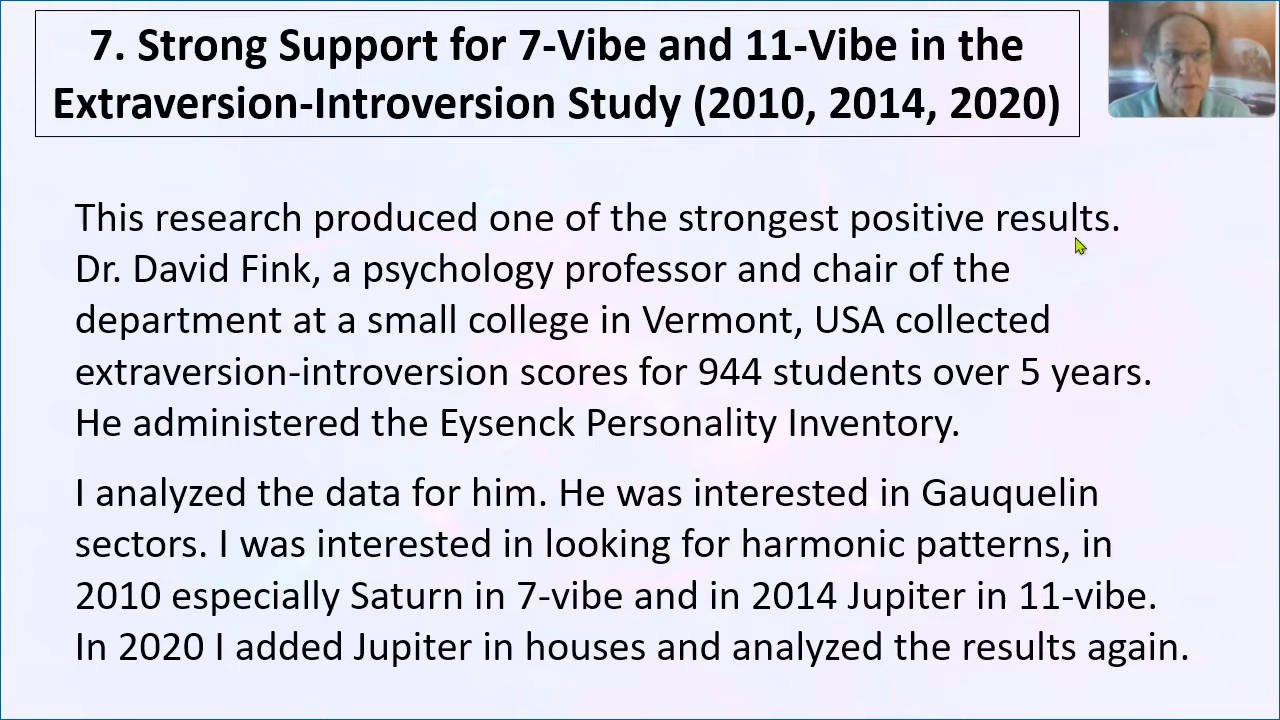 7. Strong Support for 7-Vibe and 11-Vibe in the
Extraversion-Introversion Study (2010, 2014, 2020)
This research produced one of the strongest positive results.
Dr. David Fink, a psychology professor and chair of the
department at a small college in Vermont, USA collected
extraversion-introversion scores for 944 students over 5 years.
He administered the Eysenck Personality Inventory.
I analyzed the data for him. He was interested in Gauquelin
sectors. I was interested in looking for harmonic patterns, in
2010 especially Saturn in 7-vibe and in 2014 Jupiter in 11-vibe.
In 2020 I added Jupiter in houses and analyzed the results again.